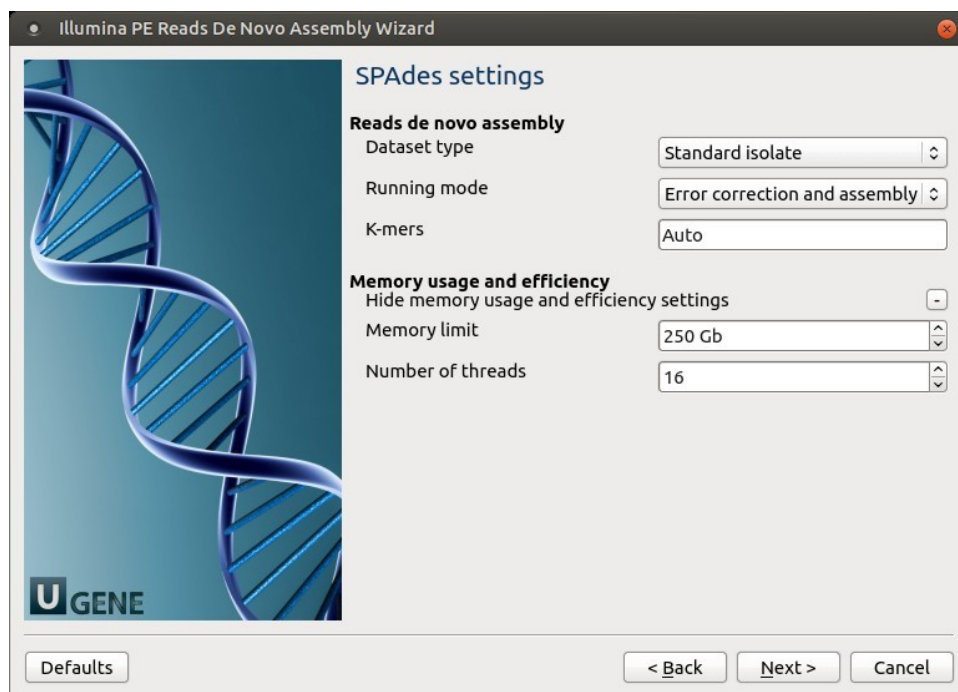 Illumina PE Reads De Novo Assembly Wizard
SPAdes settings
Reads de novo assembly
Dataset type
Standard isolate
Running mode
Error correction and assembly
K-mers
Auto
Memory usage and efficiency
Hide memory usage and efficiency settings
-
Memory limit
250 Gb
Number of threads
16
U GENE
Defaults
< Back
Next >
Cancel